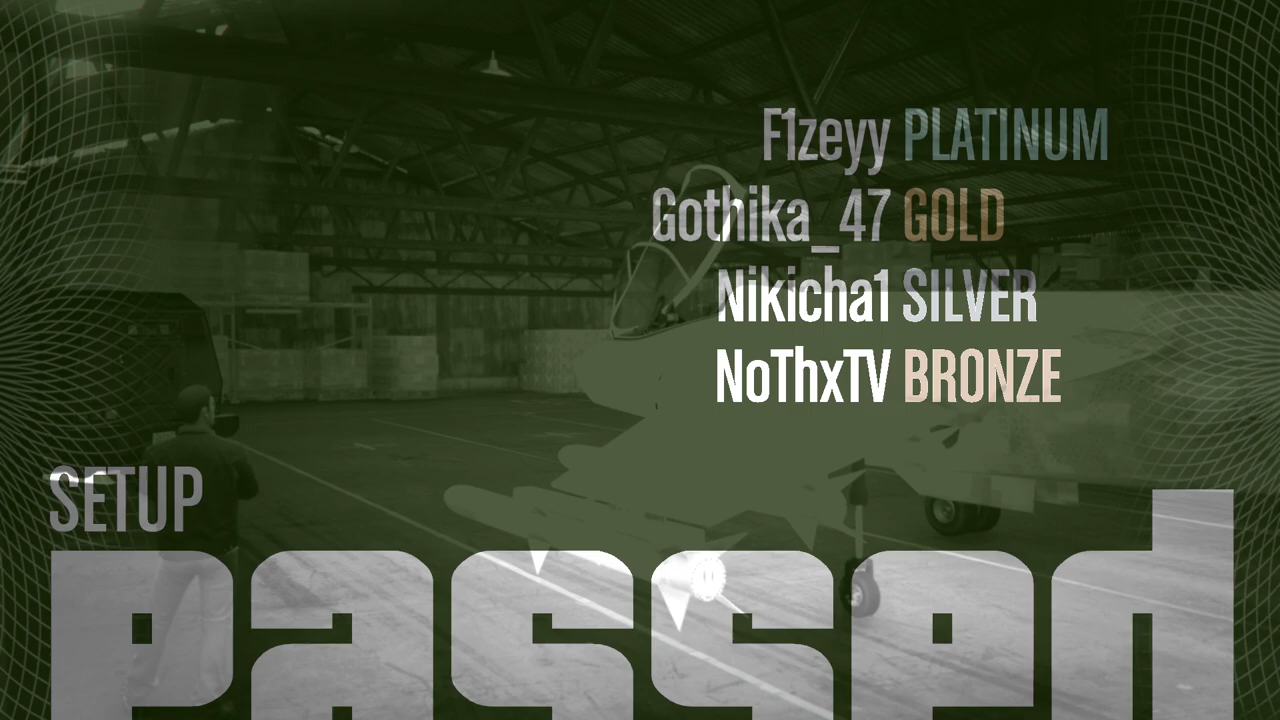 F1zeyy PLATINUM
Gothika_47 GOLD
Nikicha1 SILVER
NoThxTV BRONZE
SETUP
passed